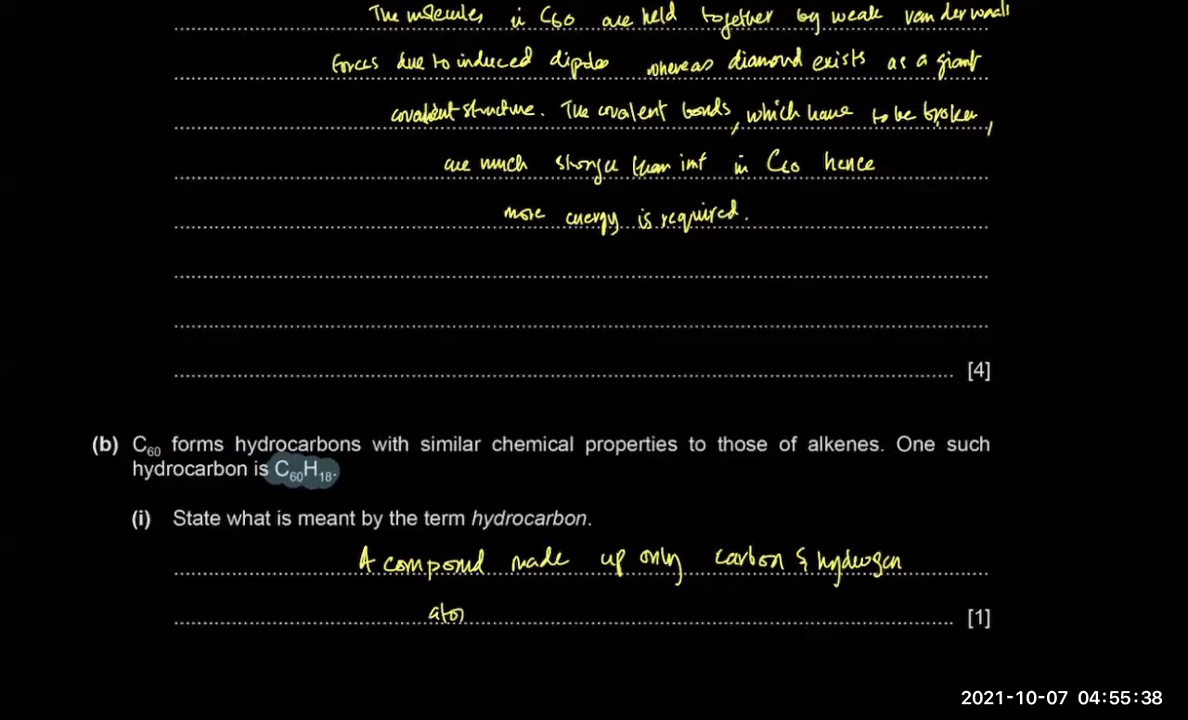 The molecules in C60 are held together by weak van der waals
forces due to induced dipoles whereas diamond exists as a giant
covalent structure. The covalent bonds, which have to be broken,
are much stronger than imf in C60 hence
more energy is required.
[4]
(b) C60 forms hydrocarbons with similar chemical properties to those of alkenes. One such
hydrocarbon is C60H18.
(i) State what is meant by the term hydrocarbon.
A compound made up only carbon & hydrogen
ato
[1]
2021-10-07 04:55:38